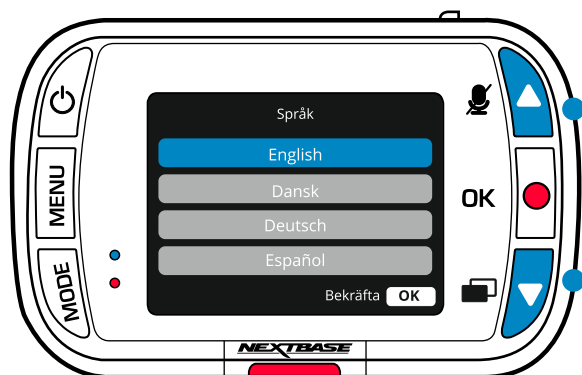 Språk
English
Dansk
Deutsch
Español
Bekräfta OK
MENU
MODE
OK
NEXTBASE